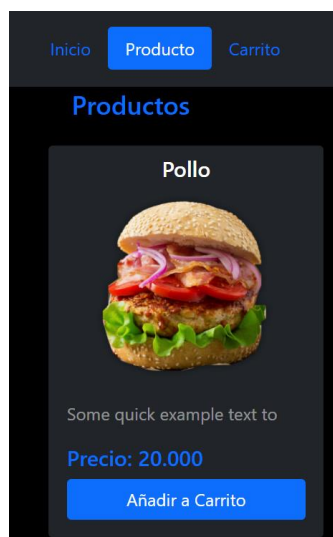 Inicio Producto Carrito
Productos
Pollo
Some quick example text to
Precio: 20.000
Añadir a Carrito